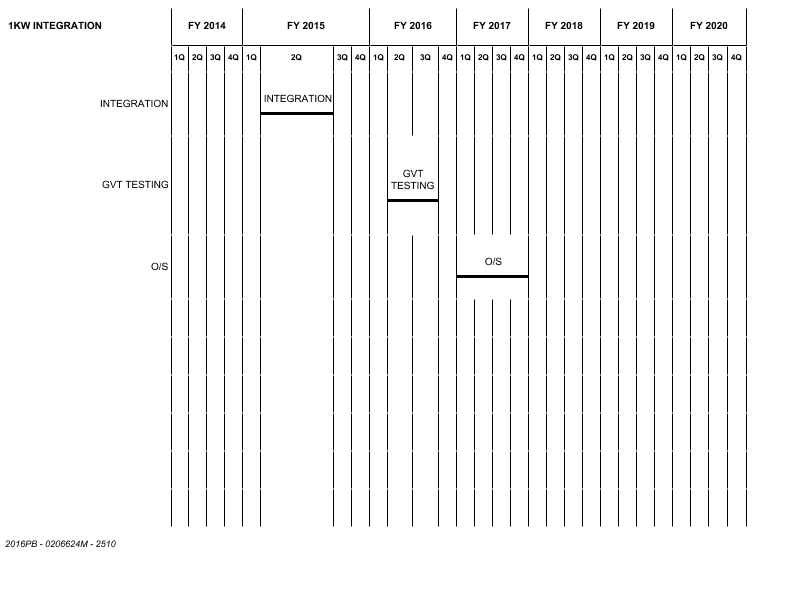 1KW INTEGRATION FY 2014 FY 2015 FY 2016 FY 2017 FY 2018 FY 2019 FY 2020
1Q 2Q 3Q 4Q 1Q 2Q 3Q 4Q 1Q 2Q 3Q 4Q 1Q 2Q 3Q 4Q 1Q 2Q 3Q 4Q 1Q 2Q 3Q 4Q 1Q 2Q 3Q 4Q
INTEGRATION INTEGRATION
GVT TESTING GVT
TESTING
O/S O/S
2016PB - 0206624M - 2510